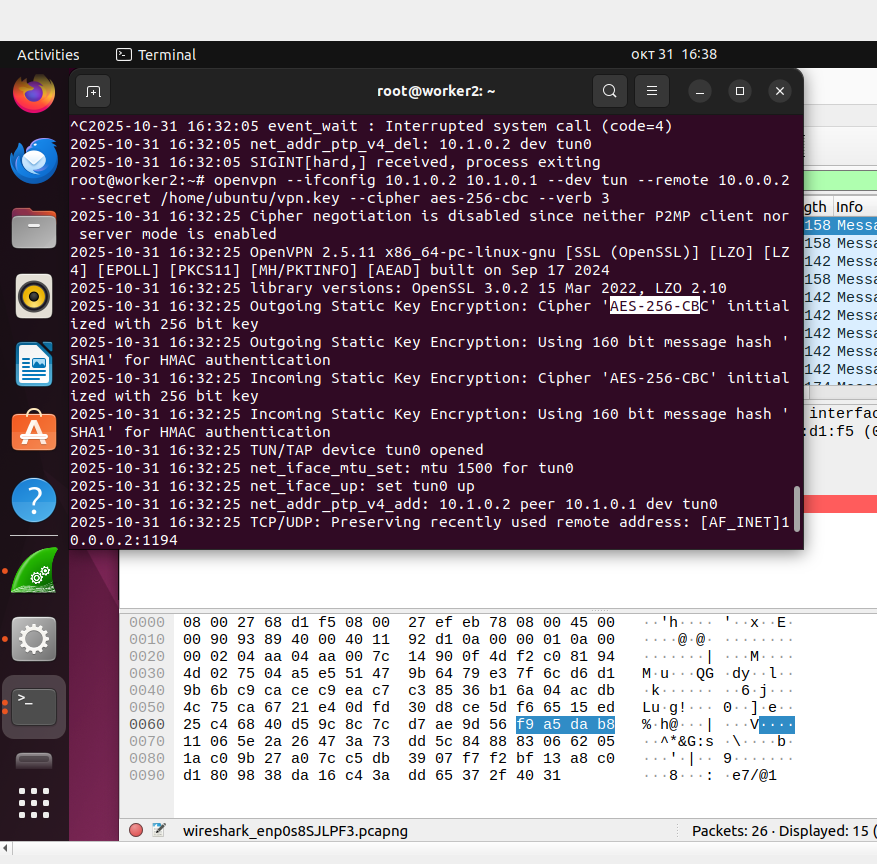 Activities
Terminal
окт 31 16:38
root@worker2: ~
^C2025-10-31 16:32:05 event_wait : Interrupted system call (code=4)
2025-10-31 16:32:05 net_addr_ptp_v4_del: 10.1.0.2 dev tun0
2025-10-31 16:32:05 SIGINT[hard,] received, process exiting
root@worker2:~# openvpn --ifconfig 10.1.0.2 10.1.0.1 --dev tun --remote 10.0.0.2
--secret /home/ubuntu/vpn.key --cipher aes-256-cbc --verb 3
2025-10-31 16:32:25 Cipher negotiation is disabled since neither P2MP client nor
server mode is enabled
2025-10-31 16:32:25 OpenVPN 2.5.11 x86_64-pc-linux-gnu [SSL (OpenSSL)] [LZO] [LZ
4] [EPOLL] [PKCS11] [MH/PKTINFO] [AEAD] built on Sep 17 2024
2025-10-31 16:32:25 library versions: OpenSSL 3.0.2 15 Mar 2022, LZO 2.10
2025-10-31 16:32:25 Outgoing Static Key Encryption: Cipher 'AES-256-CBC' initial
ized with 256 bit key
2025-10-31 16:32:25 Outgoing Static Key Encryption: Using 160 bit message hash '
SHA1' for HMAC authentication
2025-10-31 16:32:25 Incoming Static Key Encryption: Cipher 'AES-256-CBC' initial
ized with 256 bit key
2025-10-31 16:32:25 Incoming Static Key Encryption: Using 160 bit message hash '
SHA1' for HMAC authentication
2025-10-31 16:32:25 TUN/TAP device tun0 opened
2025-10-31 16:32:25 net_iface_mtu_set: mtu 1500 for tun0
2025-10-31 16:32:25 net_iface_up: set tun0 up
2025-10-31 16:32:25 net_addr_ptp_v4_add: 10.1.0.2 peer 10.1.0.1 dev tun0
2025-10-31 16:32:25 TCP/UDP: Preserving recently used remote address: [AF_INET]1
0.0.0.2:1194
gth Info
158 Messa
158 Messa
142 Messa
158 Messa
142 Messa
142 Messa
142 Messa
142 Messa
142 Messa
interfac
:d1:f5 (0
0000 08 00 27 68 d1 f5 08 00 27 ef eb 78 08 00 45 00 ··'h···· '··x··E·
0010 00 90 93 89 40 00 40 11 92 d1 0a 00 00 01 0a 00 ····@·@· ········
0020 00 02 04 aa 04 aa 00 7c 14 90 0f 4d f2 c0 81 94 ·······| ···M····
0030 4d 02 75 04 a5 e5 51 47 9b 64 79 e3 7f 6c d6 d1 M·u···QG ·dy··l··
0040 9b 6b c9 ca ce c9 ea c7 c3 85 36 b1 6a 04 ac db ·k······ ··6·j···
0050 4c 75 ca 67 21 e4 0d fd 30 d8 ce 5d f6 65 15 ed Lu·g!··· 0··]·e··
0060 25 c4 68 40 d5 9c 8c 7c d7 ae 9d 56 f9 a5 da b8 %·h@···| ···V····
0070 11 06 5e 2a 26 47 3a 73 dd 5c 84 88 83 06 62 05 ··^*&G:s ·\····b·
0080 1a c0 9b 27 a0 7c c5 db 39 07 f7 f2 bf 13 a8 c0 ···'·|·· 9·······
0090 d1 80 98 38 da 16 c4 3a dd 65 37 2f 40 31 ···8···: ·e7/@1
wireshark_enp0s8SJLPF3.pcapng
Packets: 26 · Displayed: 15 (